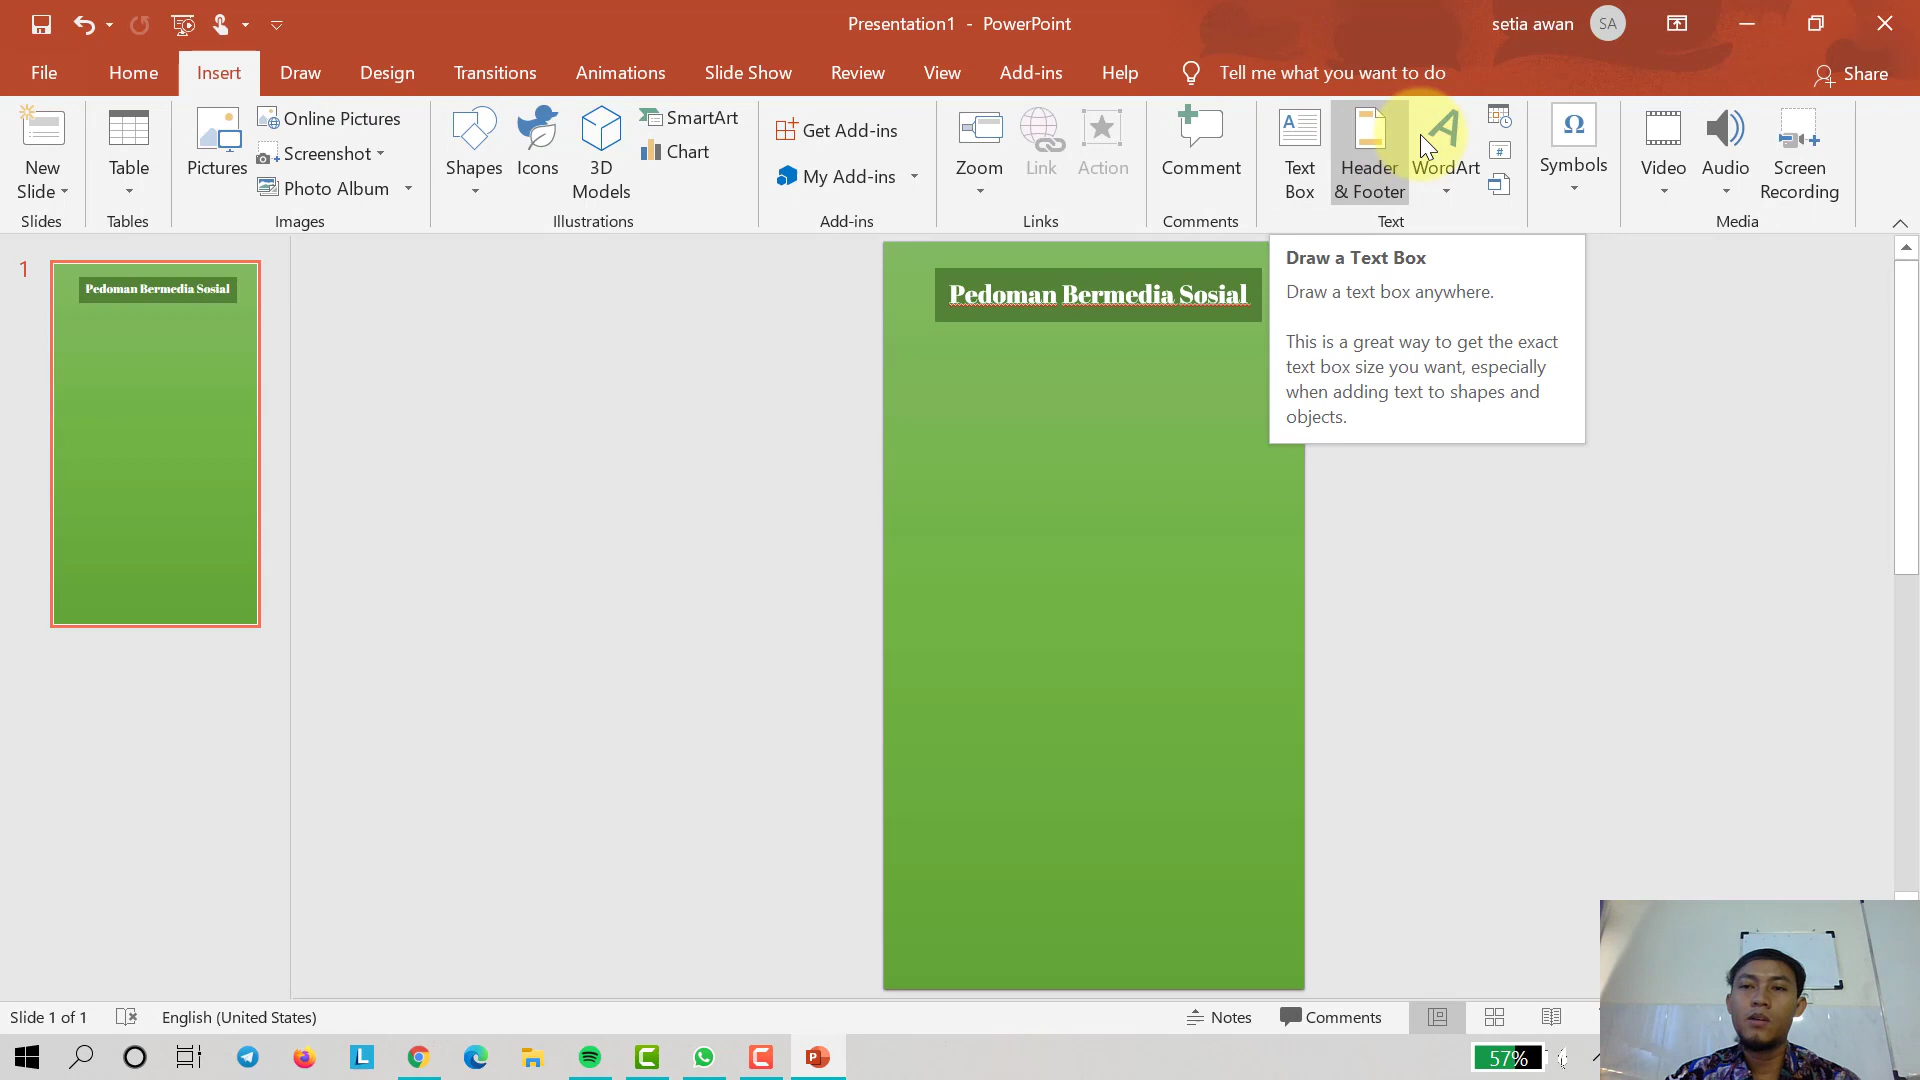 Presentation1 - PowerPoint
setia awan
SA
File
Home
Insert
Draw
Design
Transitions
Animations
Slide Show
Review
View
Add-ins
Help
Tell me what you want to do
Share
New
Slide
Slides
Table
Tables
Pictures
Online Pictures
Screenshot
Photo Album
Images
Shapes
Icons
3D
Models
SmartArt
Chart
Illustrations
Get Add-ins
My Add-ins
Add-ins
Zoom
Link
Action
Links
Comment
Comments
A
Text
Box
Header
& Footer
A
WordArt
#
Text
Ω
Symbols
Video
Audio
Screen
Recording
Media
1
Pedoman Bermedia Sosial
Pedoman Bermedia Sosial
Draw a Text Box
Draw a text box anywhere.
This is a great way to get the exact
text box size you want, especially
when adding text to shapes and
objects.
Slide 1 of 1
English (United States)
Notes
Comments
L
C
C
P
57%